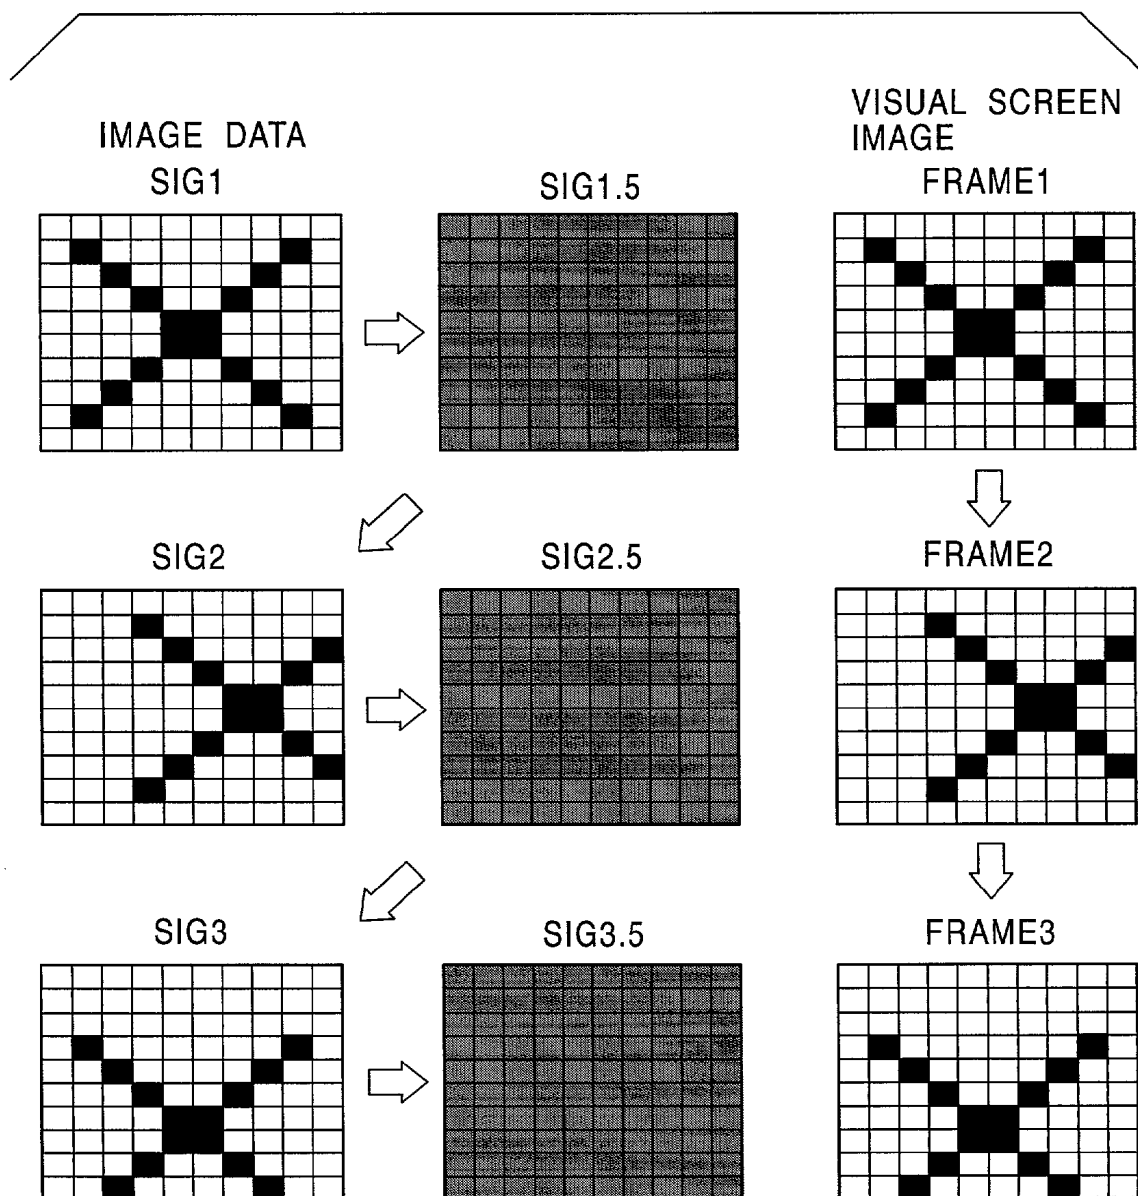 IMAGE DATA
VISUAL SCREEN
IMAGE
SIG1
SIG1.5
FRAME1
SIG2
SIG2.5
FRAME2
SIG3
SIG3.5
FRAME3